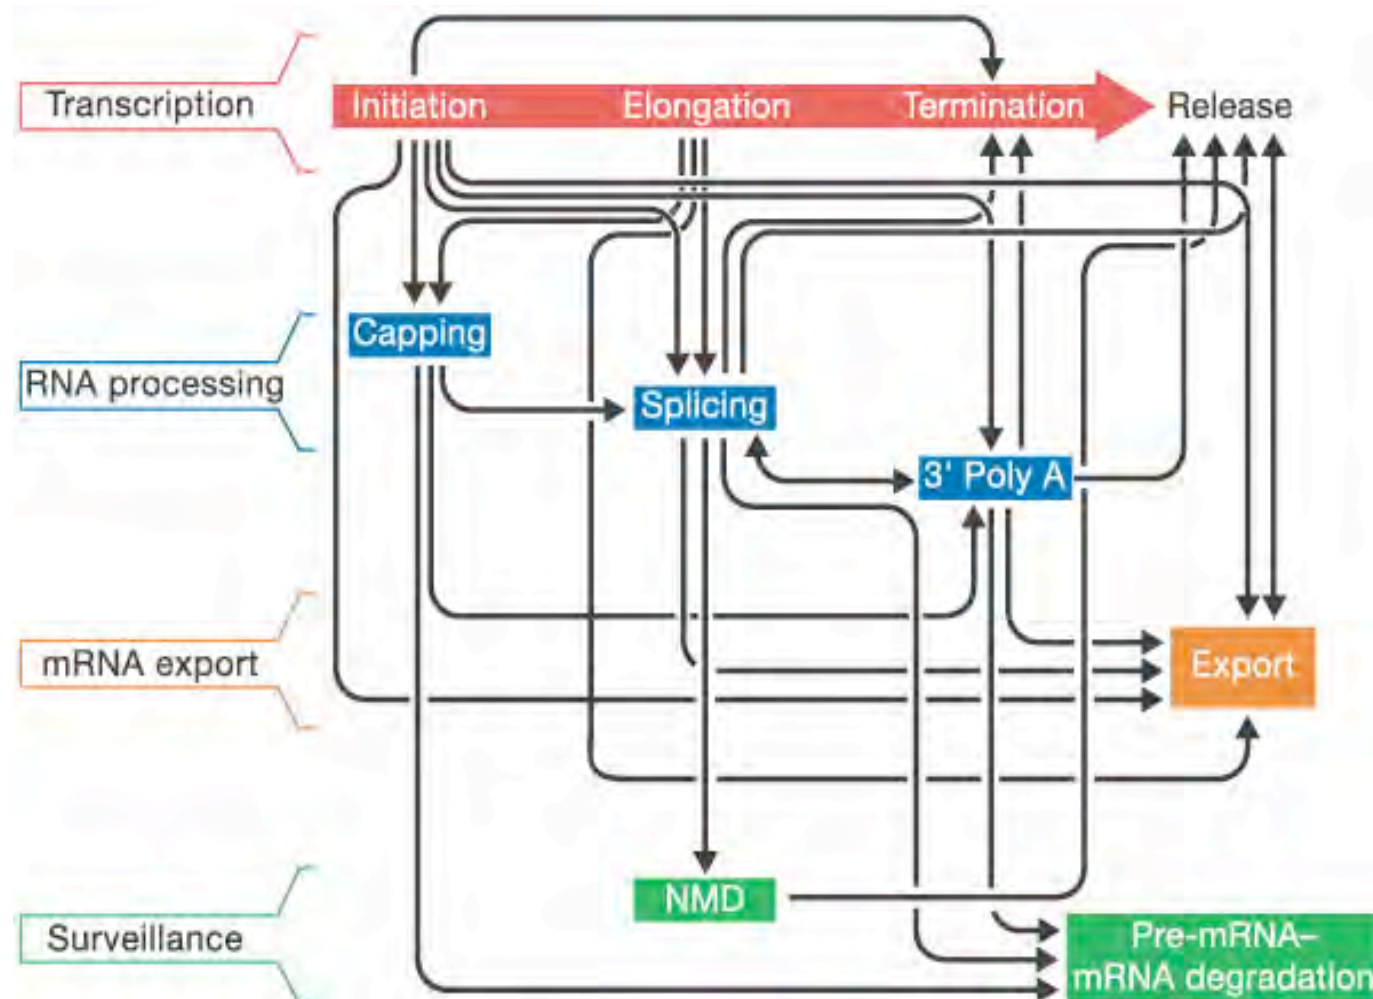 Transcription
Initiation
Elongation
Termination
Release
Capping
RNA processing
Splicing
3' Poly A
mRNA export
Export
NMD
Surveillance
Pre-mRNA–
mRNA degradation